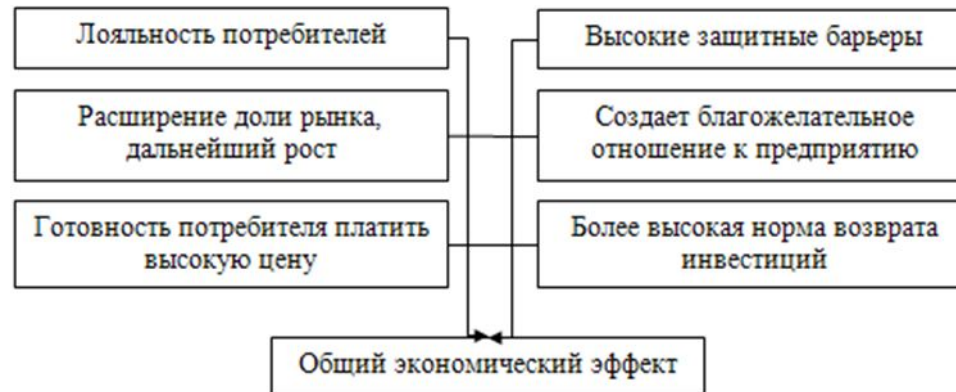 Лояльность потребителей
Высокие защитные барьеры
Расширение доли рынка,
дальнейший рост
Создает благожелательное
отношение к предприятию
Готовность потребителя платить
высокую цену
Более высокая норма возврата
инвестиций
Общий экономический эффект